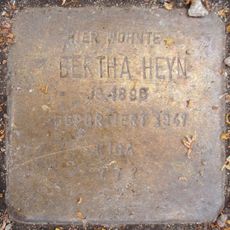 HIER WOHNTE
BERTHA HEYN
DEPORTIERT 1941
RIGA
???